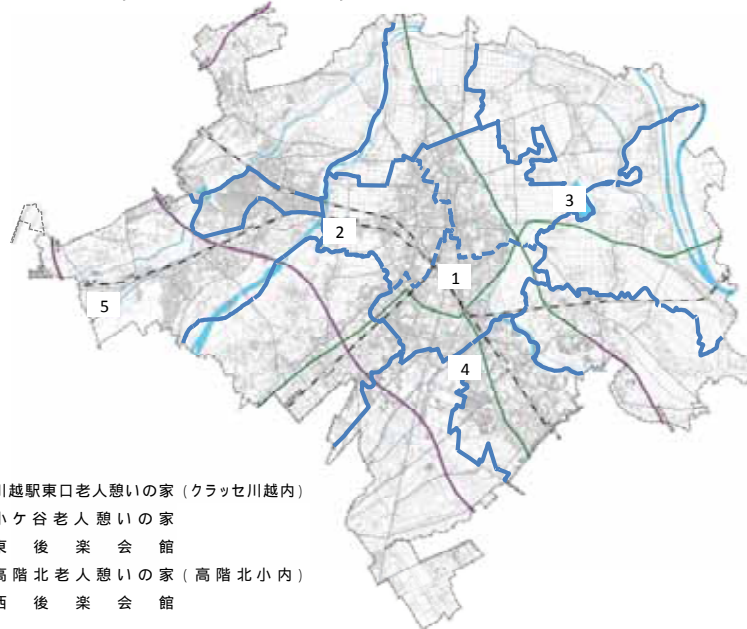 3
2
1
5
4
川越駅東口老人憩いの家 (クラッセ川越内)
小ケ谷老人憩いの家
東後楽会館
高階北老人憩いの家 (高階北小内)
西後楽会館